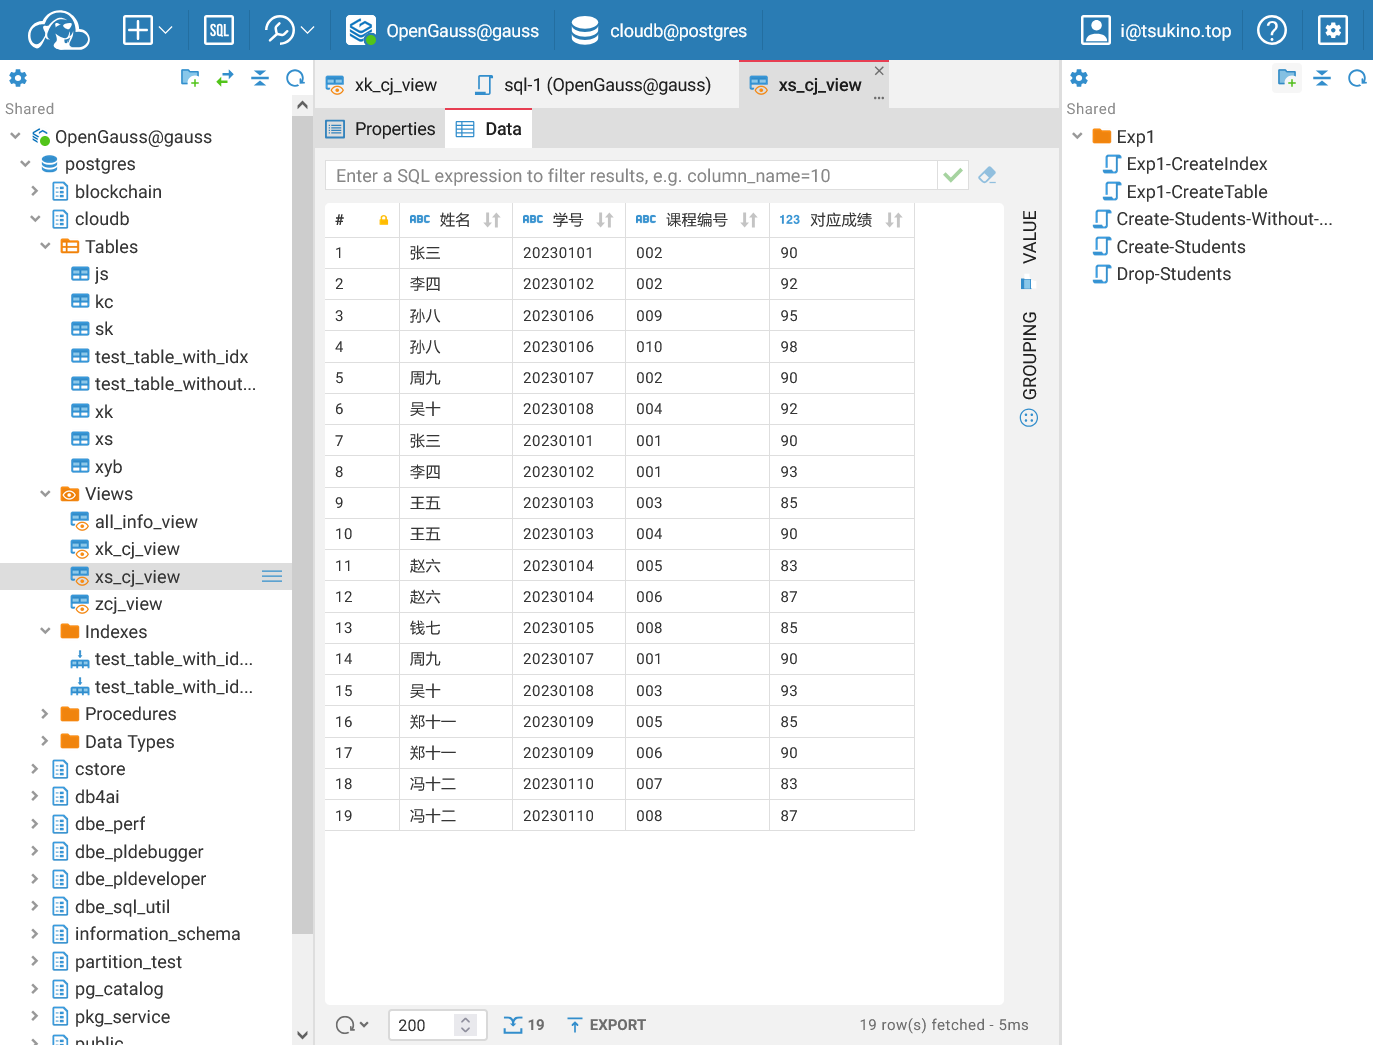 SQL
OpenGauss@gauss
cloudb@postgres
i@tsukino.top
Shared
OpenGauss@gauss
postgres
blockchain
cloudb
Tables
js
kc
sk
test_table_with_idx
test_table_without...
xk
xs
xyb
Views
all_info_view
xk_cj_view
xs_cj_view
zcj_view
Indexes
test_table_with_id...
test_table_with_id...
Procedures
Data Types
cstore
db4ai
dbe_perf
dbe_pldebugger
dbe_pldeveloper
dbe_sql_util
information_schema
partition_test
pg_catalog
pkg_service
public
xk_cj_view
sql-1 (OpenGauss@gauss)
xs_cj_view
Properties
Data
Enter a SQL expression to filter results, e.g. column_name=10
# ABC 姓名 ABC 学号 ABC 课程编号 123 对应成绩
1 张三 20230101 002 90
2 李四 20230102 002 92
3 孙八 20230106 009 95
4 孙八 20230106 010 98
5 周九 20230107 002 90
6 吴十 20230108 004 92
7 张三 20230101 001 90
8 李四 20230102 001 93
9 王五 20230103 003 85
10 王五 20230103 004 90
11 赵六 20230104 005 83
12 赵六 20230104 006 87
13 钱七 20230105 008 85
14 周九 20230107 001 90
15 吴十 20230108 003 93
16 郑十一 20230109 005 85
17 郑十一 20230109 006 90
18 冯十二 20230110 007 83
19 冯十二 20230110 008 87
VALUE
GROUPING
200
19
EXPORT
19 row(s) fetched - 5ms
Shared
Exp1
Exp1-CreateIndex
Exp1-CreateTable
Create-Students-Without-...
Create-Students
Drop-Students